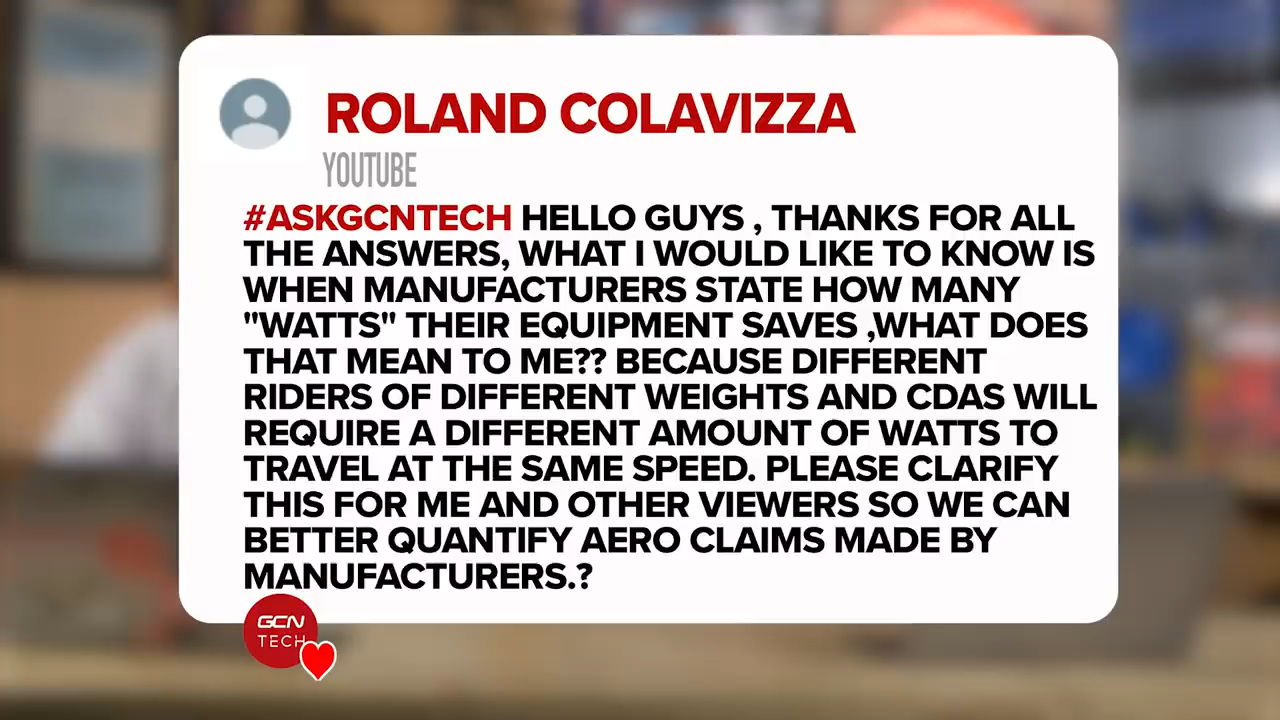 ROLAND COLAVIZZA
YOUTUBE
#ASKGCNTECH HELLO GUYS , THANKS FOR ALL
THE ANSWERS, WHAT I WOULD LIKE TO KNOW IS
WHEN MANUFACTURERS STATE HOW MANY
"WATTS" THEIR EQUIPMENT SAVES ,WHAT DOES
THAT MEAN TO ME?? BECAUSE DIFFERENT
RIDERS OF DIFFERENT WEIGHTS AND CDAS WILL
REQUIRE A DIFFERENT AMOUNT OF WATTS TO
TRAVEL AT THE SAME SPEED. PLEASE CLARIFY
THIS FOR ME AND OTHER VIEWERS SO WE CAN
BETTER QUANTIFY AERO CLAIMS MADE BY
MANUFACTURERS.?
GCN
TECH